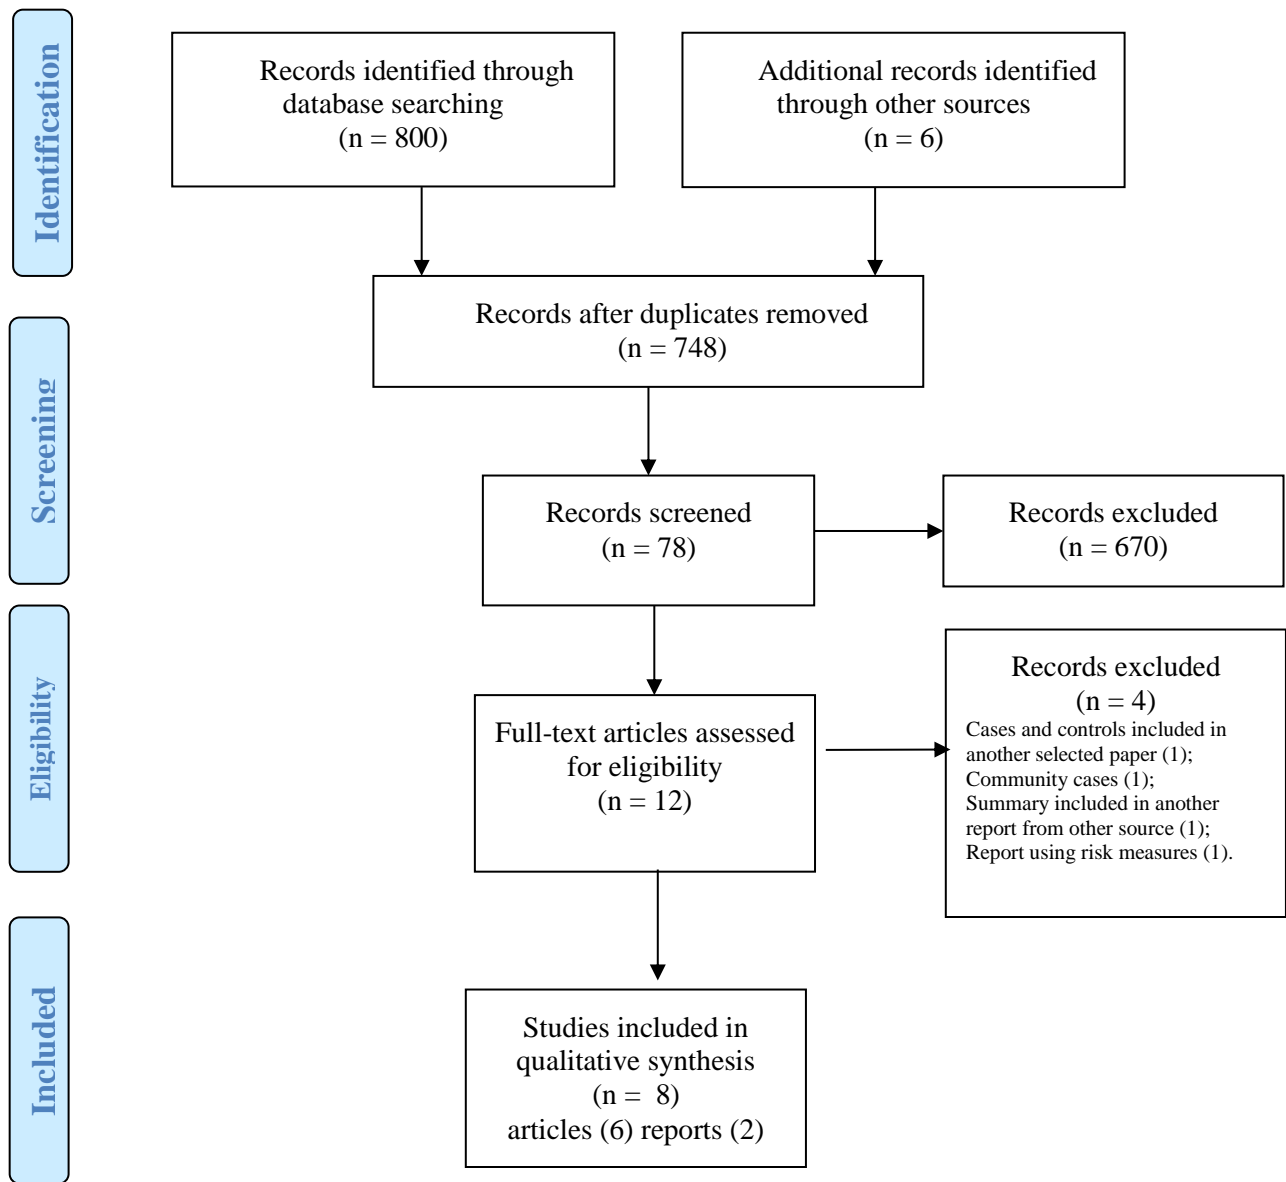 Identification
Records identified through
database searching
(n = 800)
Additional records identified
through other sources
(n = 6)
Records after duplicates removed
(n = 748)
Screening
Records screened
(n = 78)
Records excluded
(n = 670)
Eligibility
Full-text articles assessed
for eligibility
(n = 12)
Records excluded
(n = 4)
Cases and controls included in
another selected paper (1);
Community cases (1);
Summary included in another
report from other source (1);
Report using risk measures (1).
Included
Studies included in
qualitative synthesis
(n = 8)
articles (6) reports (2)